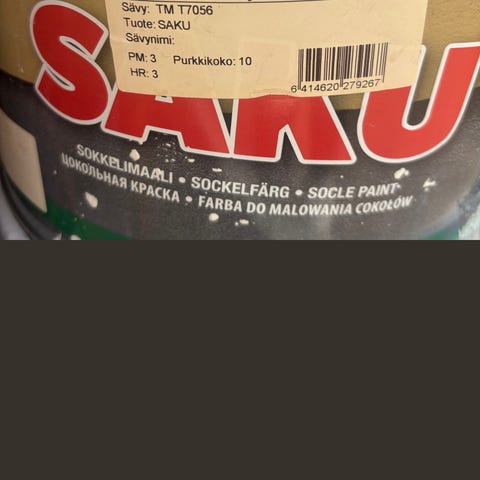 Sävy: TM T7056
Tuote: SAKU
Sävynimi:
PM: 3 Purkkikoko: 10
HR: 3
6 414620 279267
SAKU
SOKKELIMAALI • SOCKELFÄRG • SOCLE PAINT
ЦОКОЛЬНАЯ КРАСКА • FARBA DO MALOWANIA COKOŁÓW